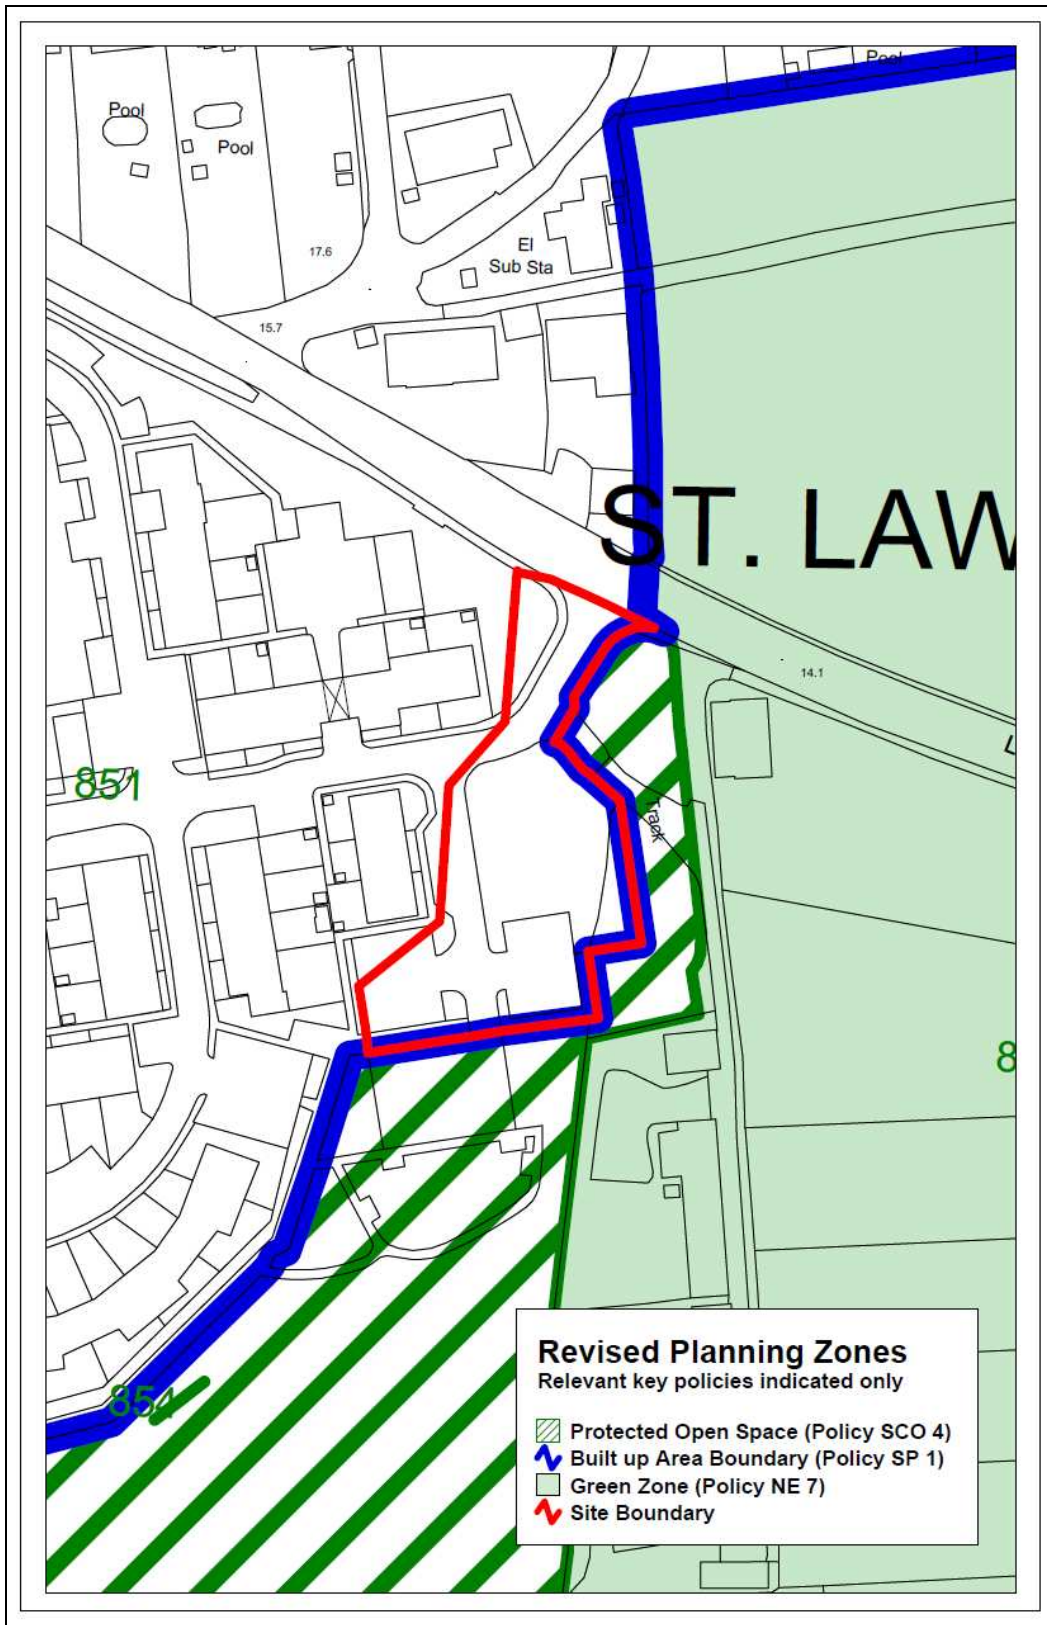 Pool
Pool
Pool
El
Sub Sta
17.6
15.7
ST. LAW
14.1
L
851
Track
8
854
Revised Planning Zones
Relevant key policies indicated only
Protected Open Space (Policy SCO 4)
Built up Area Boundary (Policy SP 1)
Green Zone (Policy NE 7)
Site Boundary